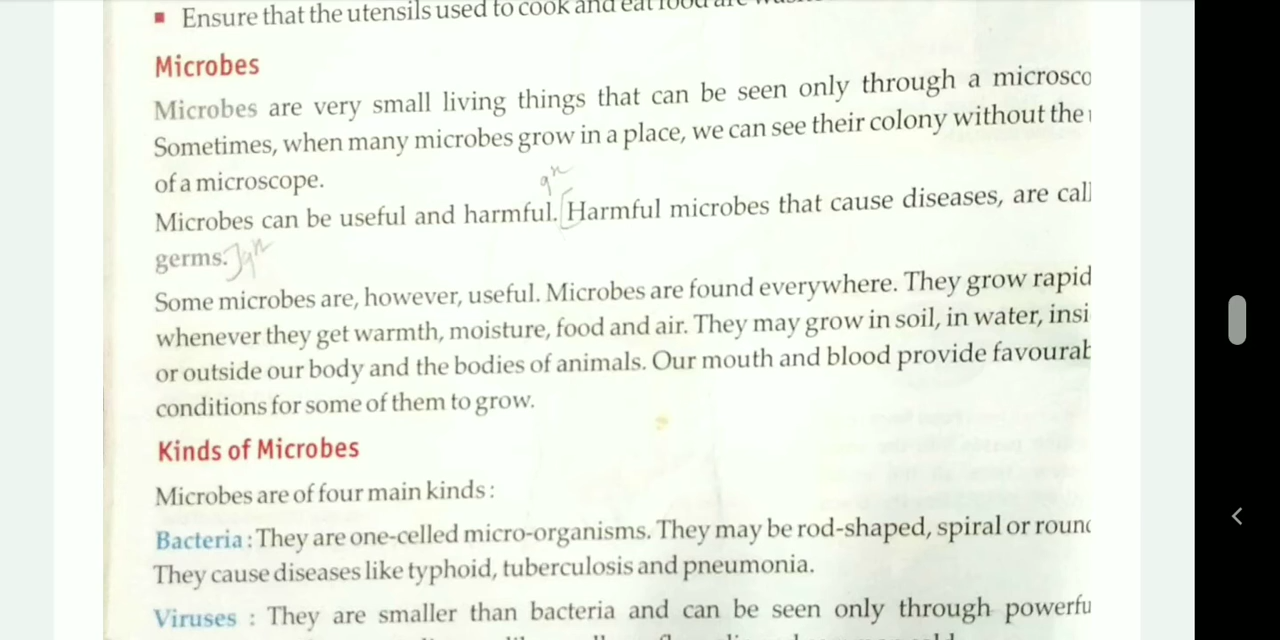 Ensure that the utensils used to cook and eat food are
Microbes
Microbes are very small living things that can be seen only through a microsco
Sometimes, when many microbes grow in a place, we can see their colony without the
of a microscope.
Microbes can be useful and harmful. [Harmful microbes that cause diseases, are call
germs.]
Some microbes are, however, useful. Microbes are found everywhere. They grow rapid
whenever they get warmth, moisture, food and air. They may grow in soil, in water, insi
or outside our body and the bodies of animals. Our mouth and blood provide favourab
conditions for some of them to grow.
Kinds of Microbes
Microbes are of four main kinds :
Bacteria : They are one-celled micro-organisms. They may be rod-shaped, spiral or round
They cause diseases like typhoid, tuberculosis and pneumonia.
Viruses : They are smaller than bacteria and can be seen only through powerfu